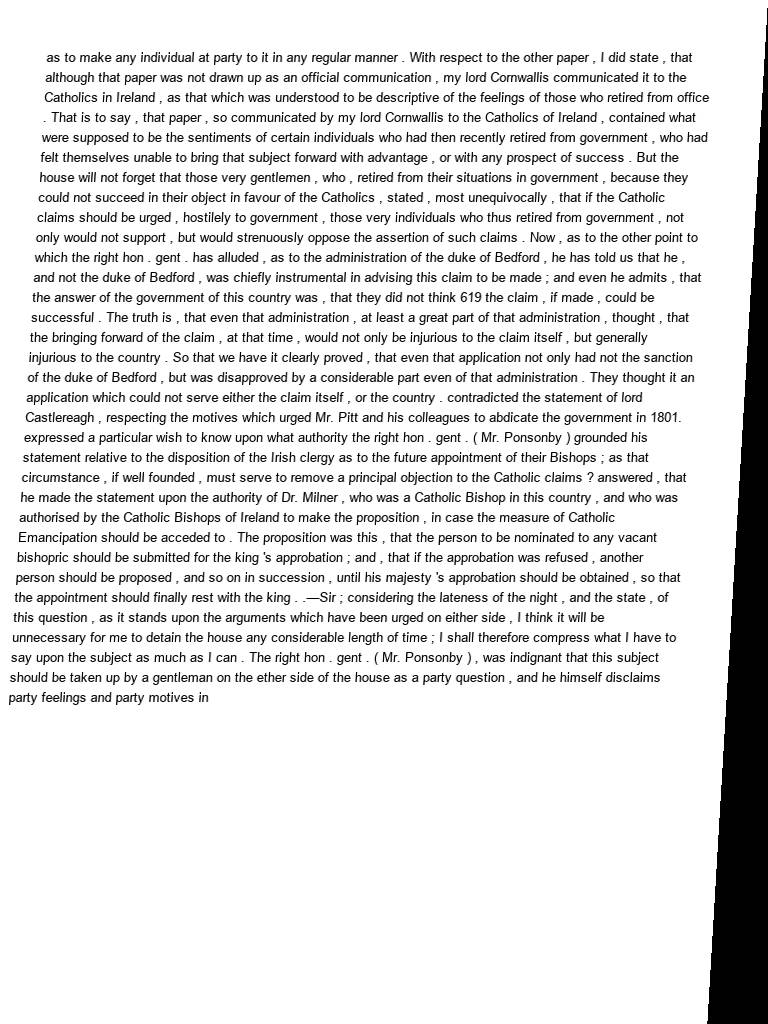 as to make any individual at party to it in any regular manner . With respect to the other paper , I did state , that
although that paper was not drawn up as an official communication , my lord Cornwallis communicated it to the
Catholics in Ireland , as that which was understood to be descriptive of the feelings of those who retired from office
. That is to say , that paper , so communicated by my lord Cornwallis to the Catholics of Ireland , contained what
were supposed to be the sentiments of certain individuals who had then recently retired from government , who had
felt themselves unable to bring that subject forward with advantage , or with any prospect of success . But the
house will not forget that those very gentlemen , who , retired from their situations in government , because they
could not succeed in their object in favour of the Catholics , stated , most unequivocally , that if the Catholic
claims should be urged , hostilely to government , those very individuals who thus retired from government , not
only would not support , but would strenuously oppose the assertion of such claims . Now , as to the other point to
which the right hon . gent . has alluded , as to the administration of the duke of Bedford , he has told us that he ,
and not the duke of Bedford , was chiefly instrumental in advising this claim to be made ; and even he admits , that
the answer of the government of this country was , that they did not think 619 the claim , if made , could be
successful . The truth is , that even that administration , at least a great part of that administration , thought , that
the bringing forward of the claim , at that time , would not only be injurious to the claim itself , but generally
injurious to the country . So that we have it clearly proved , that even that application not only had not the sanction
of the duke of Bedford , but was disapproved by a considerable part even of that administration . They thought it an
application which could not serve either the claim itself , or the country . contradicted the statement of lord
Castlereagh , respecting the motives which urged Mr. Pitt and his colleagues to abdicate the government in 1801.
expressed a particular wish to know upon what authority the right hon . gent . ( Mr. Ponsonby ) grounded his
statement relative to the disposition of the Irish clergy as to the future appointment of their Bishops ; as that
circumstance , if well founded , must serve to remove a principal objection to the Catholic claims ? answered , that
he made the statement upon the authority of Dr. Milner , who was a Catholic Bishop in this country , and who was
authorised by the Catholic Bishops of Ireland to make the proposition , in case the measure of Catholic
Emancipation should be acceded to . The proposition was this , that the person to be nominated to any vacant
bishopric should be submitted for the king 's approbation ; and , that if the approbation was refused , another
person should be proposed , and so on in succession , until his majesty 's approbation should be obtained , so that
the appointment should finally rest with the king . .—Sir ; considering the lateness of the night , and the state , of
this question , as it stands upon the arguments which have been urged on either side , I think it will be
unnecessary for me to detain the house any considerable length of time ; I shall therefore compress what I have to
say upon the subject as much as I can . The right hon . gent . ( Mr. Ponsonby ) , was indignant that this subject
should be taken up by a gentleman on the ether side of the house as a party question , and he himself disclaims
party feelings and party motives in